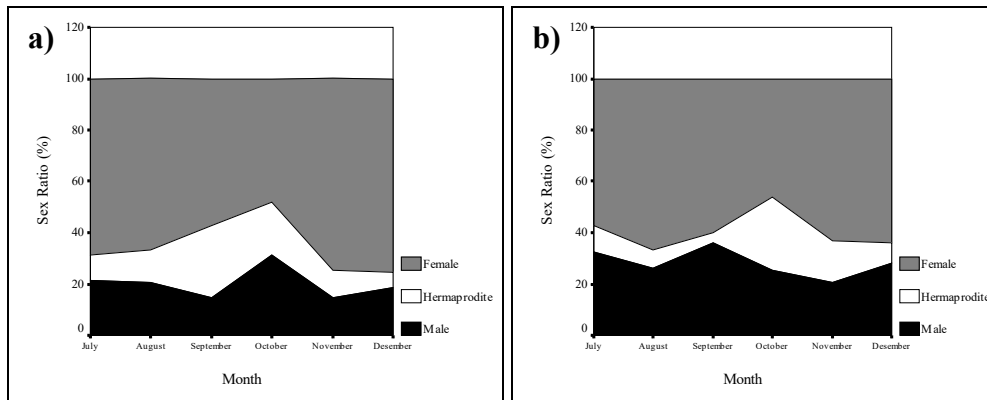 a)
120
100
80
60
40
20
0
Sex Ratio (%)
July August September October November Desember
Month
Female
Hermaprodite
Male
b)
120
100
80
60
40
20
0
Sex Ratio (%)
July August September October November Desember
Month
Female
Hermaprodite
Male